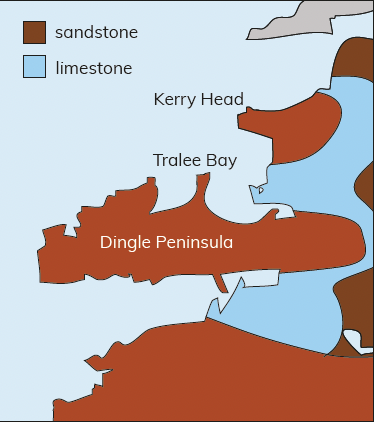 sandstone
limestone
Kerry Head
Tralee Bay
Dingle Peninsula